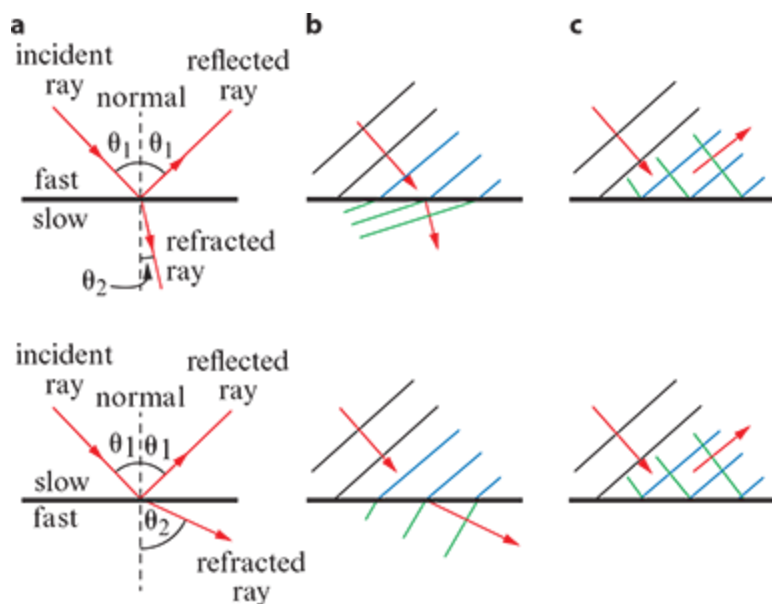 a
b
c
incident
ray
normal
reflected
ray
θ1
θ1
fast
slow
refracted
ray
θ2
incident
ray
normal
reflected
ray
θ1
θ1
slow
fast
θ2
refracted
ray